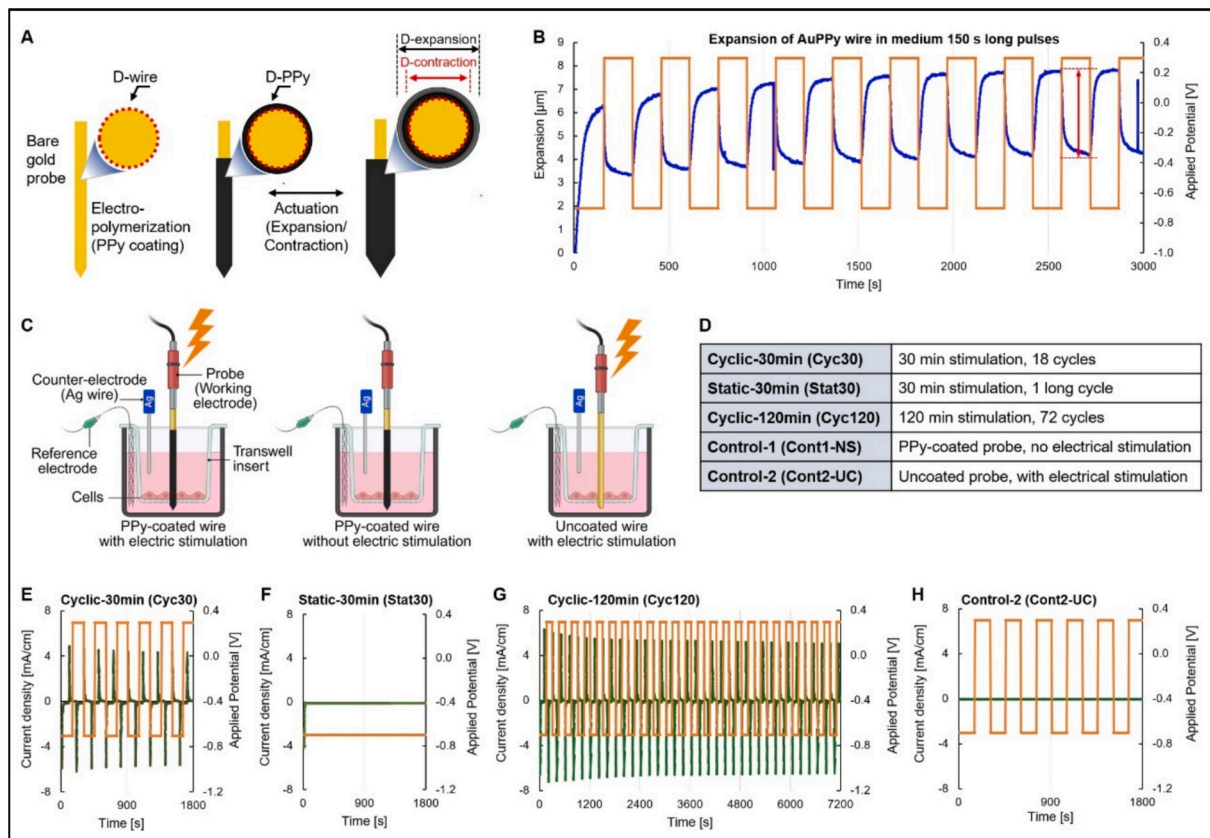 A
D-expansion
D-contraction
D-wire
D-PPy
Bare
gold
probe
Electro-
polymerization
(PPy coating)
Actuation
(Expansion/
Contraction)
B
Expansion of AuPPy wire in medium 150 s long pulses
Expansion [µm]
9
8
7
6
5
4
3
2
1
0
0.4
0.2
0.0
-0.2
-0.4
-0.6
-0.8
-1.0
Applied Potential [V]
0 500 1000 1500 2000 2500 3000
Time [s]
C
Counter-electrode
(Ag wire)
Ag
Probe
(Working
electrode)
Reference
electrode
Transwell
insert
Cells
PPy-coated wire
with electric stimulation
Ag
PPy-coated wire
without electric stimulation
Ag
Uncoated wire
with electric stimulation
D
Cyclic-30min (Cyc30) 30 min stimulation, 18 cycles
Static-30min (Stat30) 30 min stimulation, 1 long cycle
Cyclic-120min (Cyc120) 120 min stimulation, 72 cycles
Control-1 (Cont1-NS) PPy-coated probe, no electrical stimulation
Control-2 (Cont2-UC) Uncoated probe, with electrical stimulation
E Cyclic-30min (Cyc30)
Current density [mA/cm]
8
4
0
-4
-8
0.4
0.0
-0.4
-0.8
-1.2
Applied Potential [V]
0 900 1800
Time [s]
F Static-30min (Stat30)
Current density [mA/cm]
8
4
0
-4
-8
0.4
0.0
-0.4
-0.8
-1.2
Applied Potential [V]
0 900 1800
Time [s]
G Cyclic-120min (Cyc120)
Current density [mA/cm]
8
4
0
-4
-8
0.4
0.0
-0.4
-0.8
-1.2
Applied Potential [V]
0 1200 2400 3600 4800 6000 7200
Time [s]
H Control-2 (Cont2-UC)
Current density [mA/cm]
8
4
0
-4
-8
0.4
0.0
-0.4
-0.8
-1.2
Applied Potential [V]
0 900 1800
Time [s]